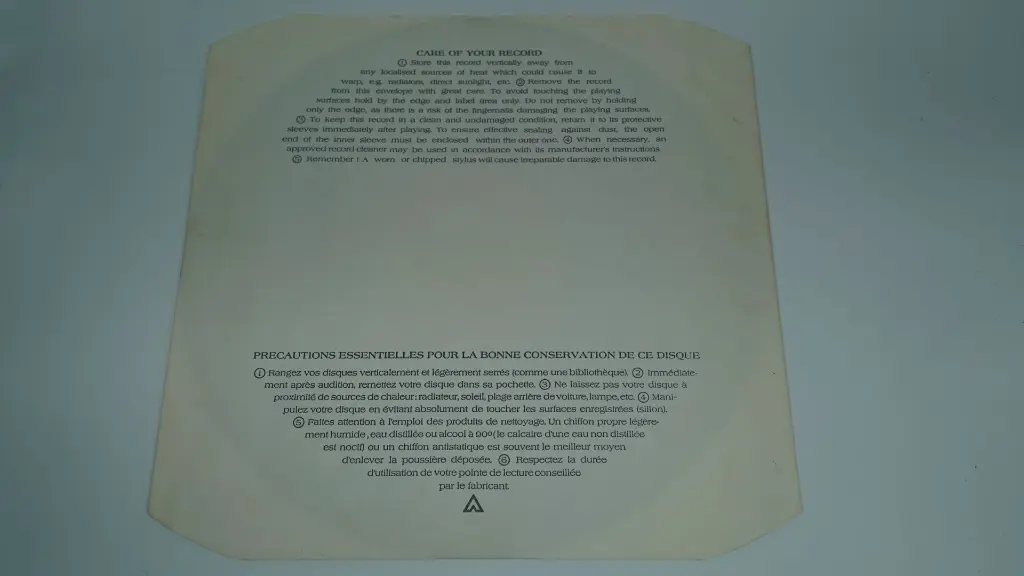 CARE OF YOUR RECORD
① Store this record vertically away from
any localised sources of heat which could cause it to
warp, e.g. radiators, direct sunlight, etc. ② Remove the record
from this envelope with great care. To avoid touching the playing
surfaces hold by the edge and label area only. Do not remove by holding
only the edge, as there is a risk of the fingernails damaging the playing surfaces.
③ To keep this record in a clean and undamaged condition, return it to its protective
sleeves immediately after playing. To ensure effective sealing against dust, the open
end of the inner sleeve must be enclosed within the outer one. ④ When necessary, an
approved record cleaner may be used in accordance with its manufacturer's instructions.
⑤ Remember ! A worn or chipped stylus will cause irreparable damage to this record.
PRECAUTIONS ESSENTIELLES POUR LA BONNE CONSERVATION DE CE DISQUE
① Rangez vos disques verticalement et légèrement serrés (comme une bibliothèque). ② Immédiate-
ment après audition, remettez votre disque dans sa pochette. ③ Ne laissez pas votre disque à
proximité de sources de chaleur: radiateur, soleil, plage arrière de voiture, lampe, etc. ④ Mani-
pulez votre disque en évitant absolument de toucher les surfaces enregistrées (sillon).
⑤ Faites attention à l'emploi des produits de nettoyage. Un chiffon propre légère-
ment humide, eau distillée ou alcool à 90º (le calcaire d'une eau non distillée
est nocif) ou un chiffon antistatique est souvent le meilleur moyen
d'enlever la poussière déposée. ⑥ Respectez la durée
d'utilisation de votre pointe de lecture conseillée
par le fabricant.